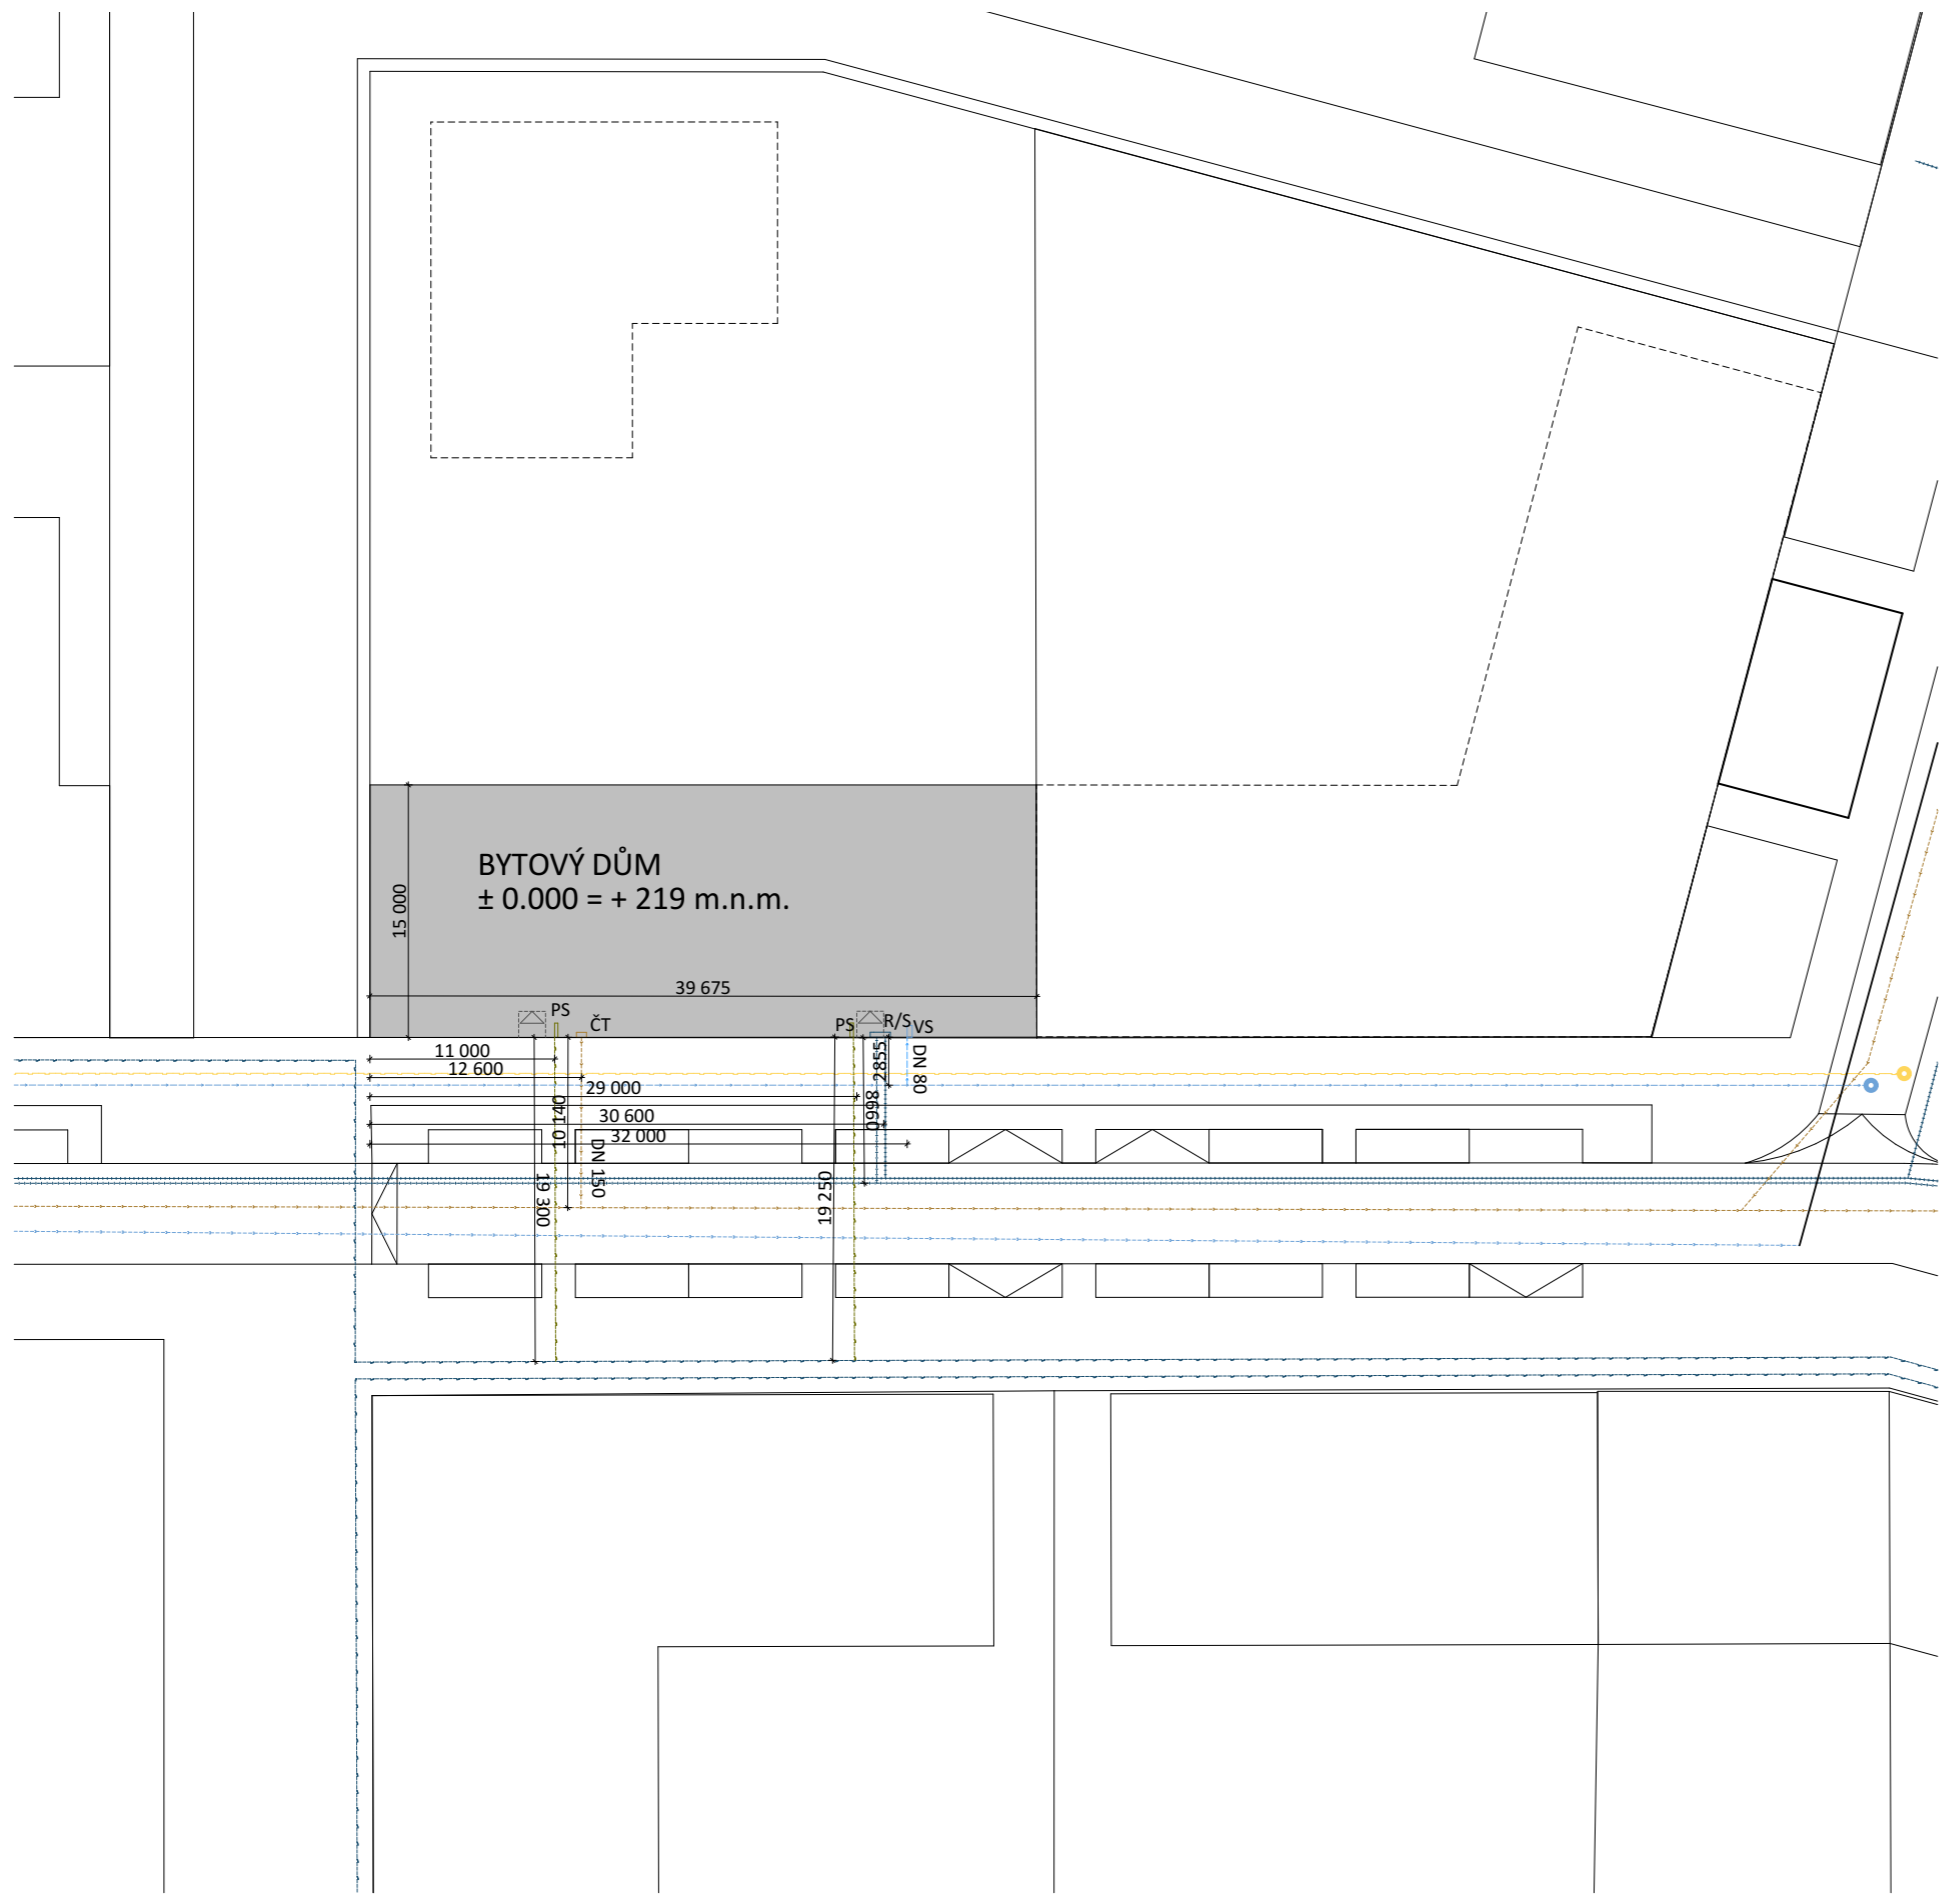 BYTOVÝ DŮM
± 0.000 = + 219 m.n.m.
15 000
39 675
PS
ČT
PS
R/S
VS
11 000
12 600
29 000
30 600
32 000
10 140
DN 150
19 300
19 250
8660
2855
DN 80